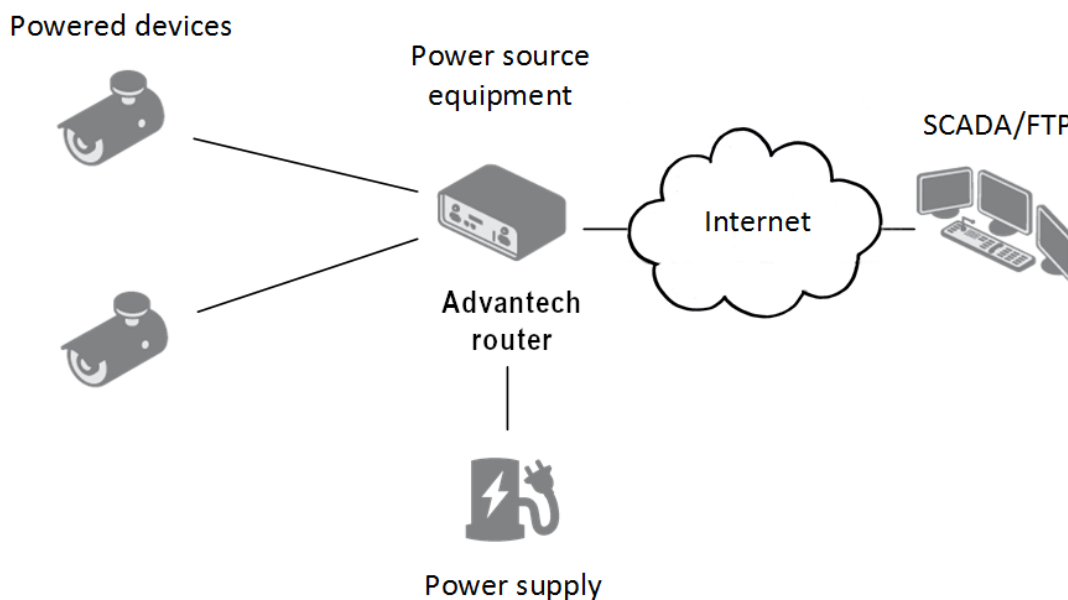 Powered devices
Power source
equipment
SCADA/FTP
Internet
Advantech
router
Power supply